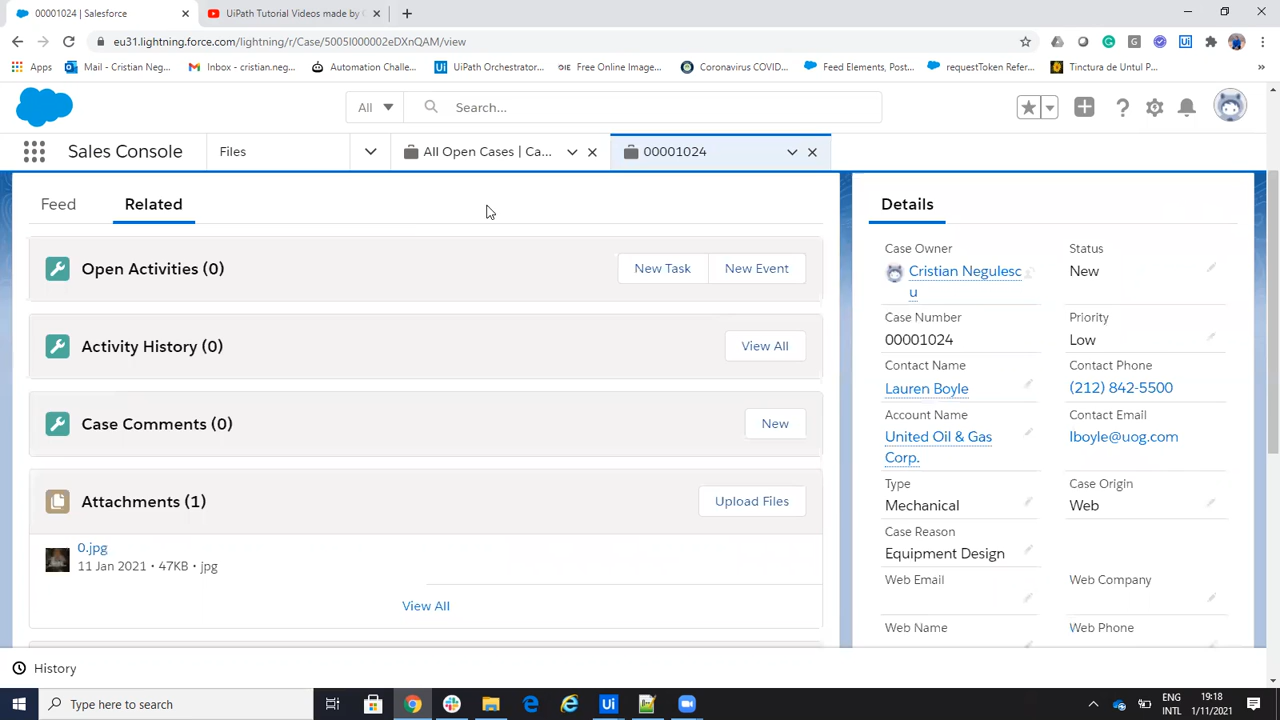 00001024 | Salesforce
UiPath Tutorial Videos made by
eu31.lightning.force.com/lightning/r/Case/5005I000002eDXnQAM/view
Apps
Mail - Cristian Neg...
Inbox - cristian.neg...
Automation Challe...
UiPath Orchestrator...
Free Online Image...
Coronavirus COVID...
Feed Elements, Post...
requestToken Refer...
Tinctura de Untul P...
»
All
Search...
Sales Console
Files
All Open Cases | Ca...
00001024
Feed
Related
Open Activities (0)
New Task
New Event
Activity History (0)
View All
Case Comments (0)
New
Attachments (1)
Upload Files
0.jpg
11 Jan 2021 • 47KB • jpg
View All
Details
Case Owner
Cristian Negulesc
u
Status
New
Case Number
00001024
Priority
Low
Contact Name
Lauren Boyle
Contact Phone
(212) 842-5500
Account Name
United Oil & Gas
Corp.
Contact Email
lboyle@uog.com
Type
Mechanical
Case Origin
Web
Case Reason
Equipment Design
Web Email
Web Company
Web Name
Web Phone
History
Type here to search
Ui
ENG
INTL
19:18
1/11/2021